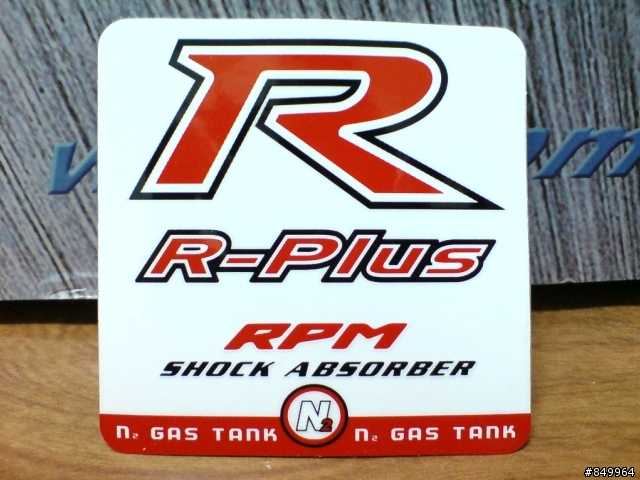 R
R-Plus
RPM
SHOCK ABSORBER
N2
N2 GAS TANK N2 GAS TANK
#849964